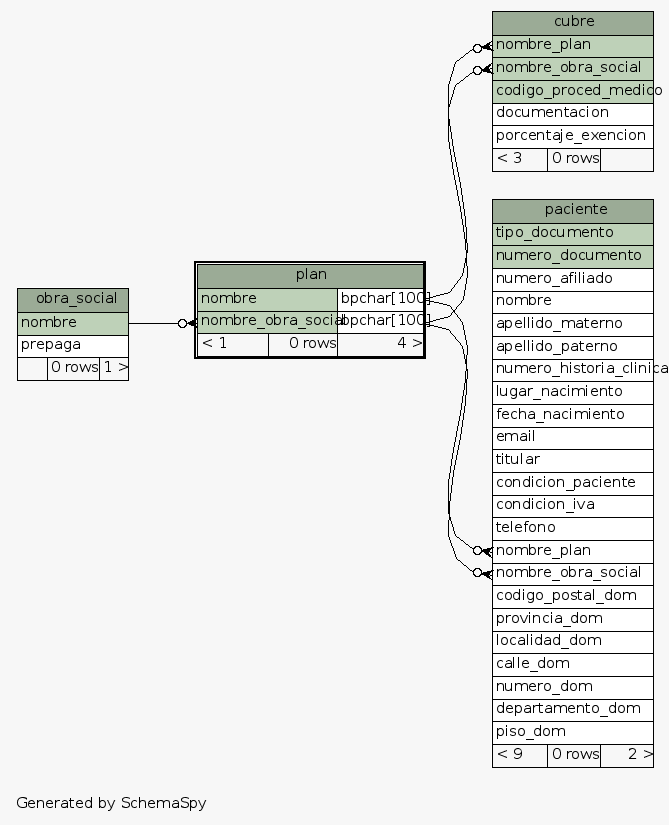 cubre
nombre_plan
nombre_obra_social
codigo_proced_medico
documentacion
porcentaje_exencion
< 3 0 rows
paciente
tipo_documento
numero_documento
numero_afiliado
nombre
apellido_materno
apellido_paterno
numero_historia_clinica
lugar_nacimiento
fecha_nacimiento
email
titular
condicion_paciente
condicion_iva
telefono
nombre_plan
nombre_obra_social
codigo_postal_dom
provincia_dom
localidad_dom
calle_dom
numero_dom
departamento_dom
piso_dom
< 9 0 rows 2 >
plan
nombre bpchar[100]
nombre_obra_social bpchar[100]
< 1 0 rows 4 >
obra_social
nombre
prepaga
0 rows 1 >
Generated by SchemaSpy